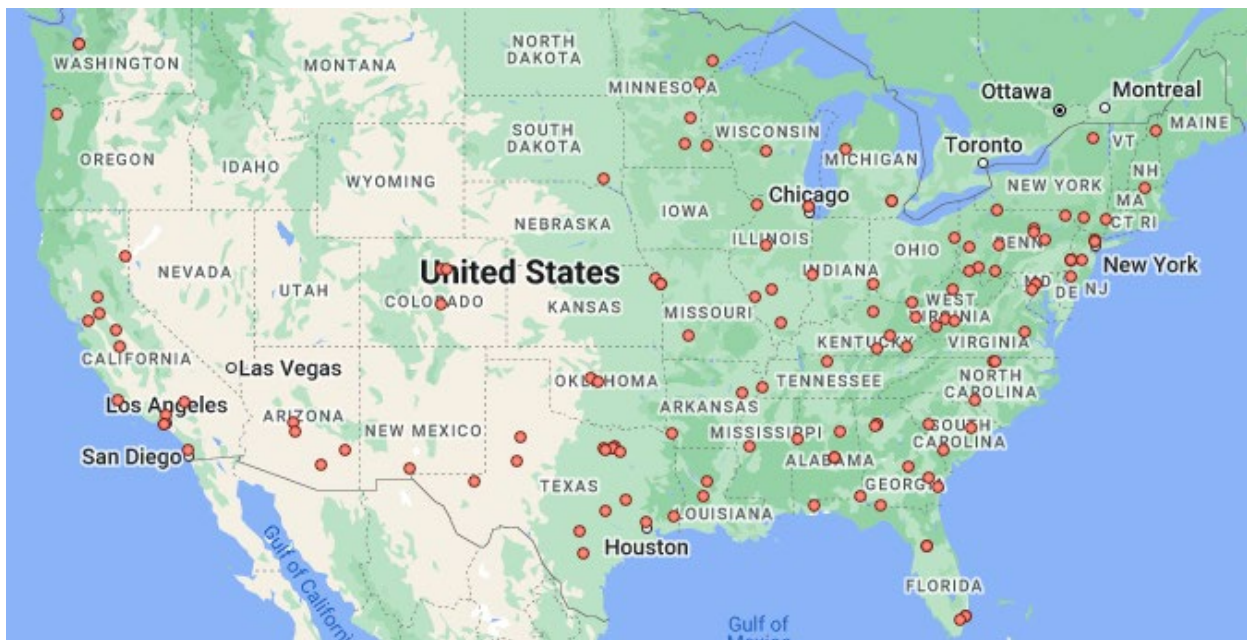 WASHINGTON
MONTANA
NORTH
DAKOTA
MINNESOTA
Ottawa
Montreal
MAINE
VT
Toronto
OREGON
IDAHO
SOUTH
DAKOTA
WISCONSIN
MICHIGAN
WYOMING
NH
NEW YORK
Chicago
IOWA
MA
CT RI
NEBRASKA
ILLINOIS
OHIO
PENN
NEVADA
United States
INDIANA
New York
UTAH
COLORADO
KANSAS
MISSOURI
WEST
VIRGINIA
MD
DE
NJ
CALIFORNIA
KENTUCKY
VIRGINIA
Las Vegas
OKLAHOMA
TENNESSEE
NORTH
CAROLINA
Los Angeles
ARIZONA
NEW MEXICO
ARKANSAS
MISSISSIPPI
SOUTH
CAROLINA
San Diego
ALABAMA
TEXAS
GEORGIA
LOUISIANA
Houston
Gulf of California
FLORIDA
Gulf of
Mexico